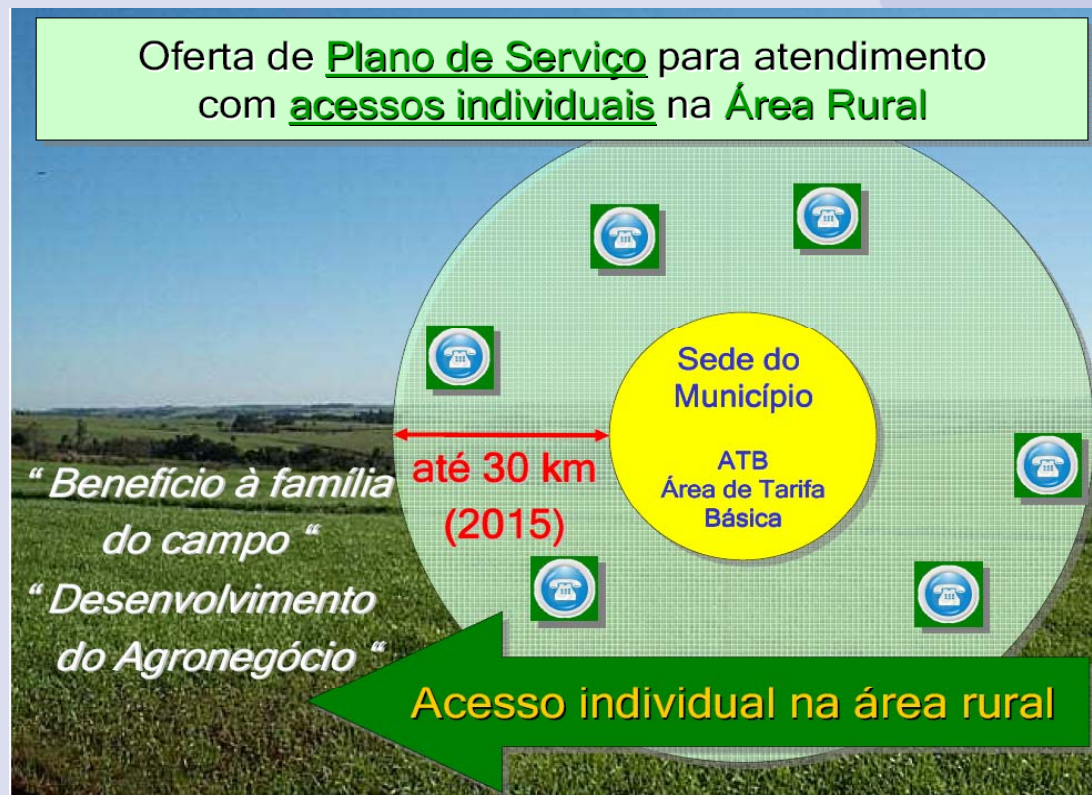 Oferta de Plano de Serviço para atendimento
com acessos individuais na Área Rural
Sede do
Município
ATB
Área de Tarifa
Básica
até 30 km
(2015)
“ Benefício à família
do campo “
“ Desenvolvimento
do Agronegócio “
Acesso individual na área rural